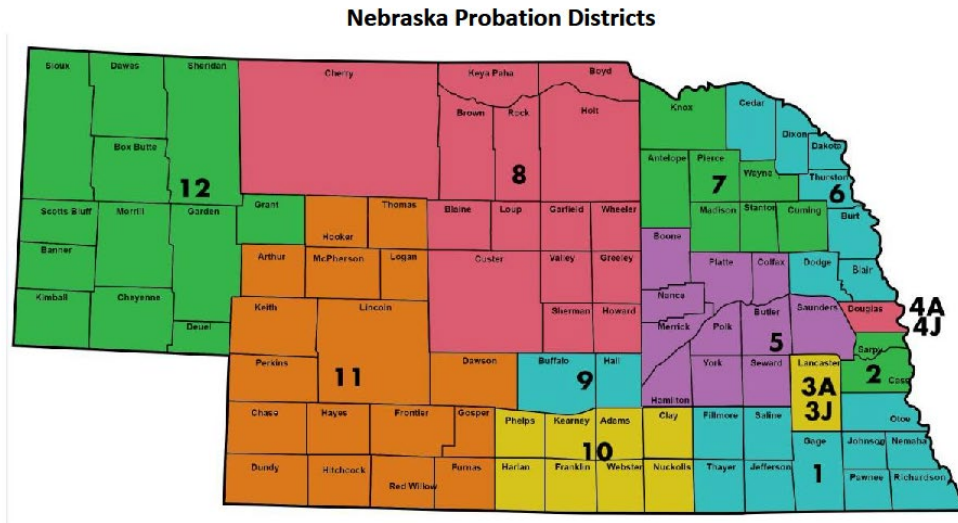 Nebraska Probation Districts
Sioux Dawes Sheridan Cherry Keya Paha Boyd
Knox Cedar
Brown Rock Holt
Dixon
Dakota
Box Butte
Antelope Pierce
Wayne
Thurston
12 8 7 6
Scotts Bluff Merrill Garden Grant Thomas Blaine Loup Garfield Wheeler Madison Stanton Cuming Burt
Hooker Boone
Banner Arthur McPherson Logan Custer Valley Greeley Platte Colfax Dodge Blair
Kimball Cheyenne Keith Lincoln Nance
Deuel Sherman Howard Merrick Polk Butler Saunders Douglas 4A
4J
5
Sarpy
Perkins 11 Dawson Buffalo 9 Hall York Seward Lancaster 2 Cass
3A
3J
Hamilton
Chase Hayes Frontier Gosper Phelps Kearney Adams Clay Fillmore Saline Otoe
10
Gage Johnson Nemaha
Dundy Hitchcock Red Willow Furnas Harlan Franklin Webster Nuckolls Thayer Jefferson 1 Pawnee Richardson